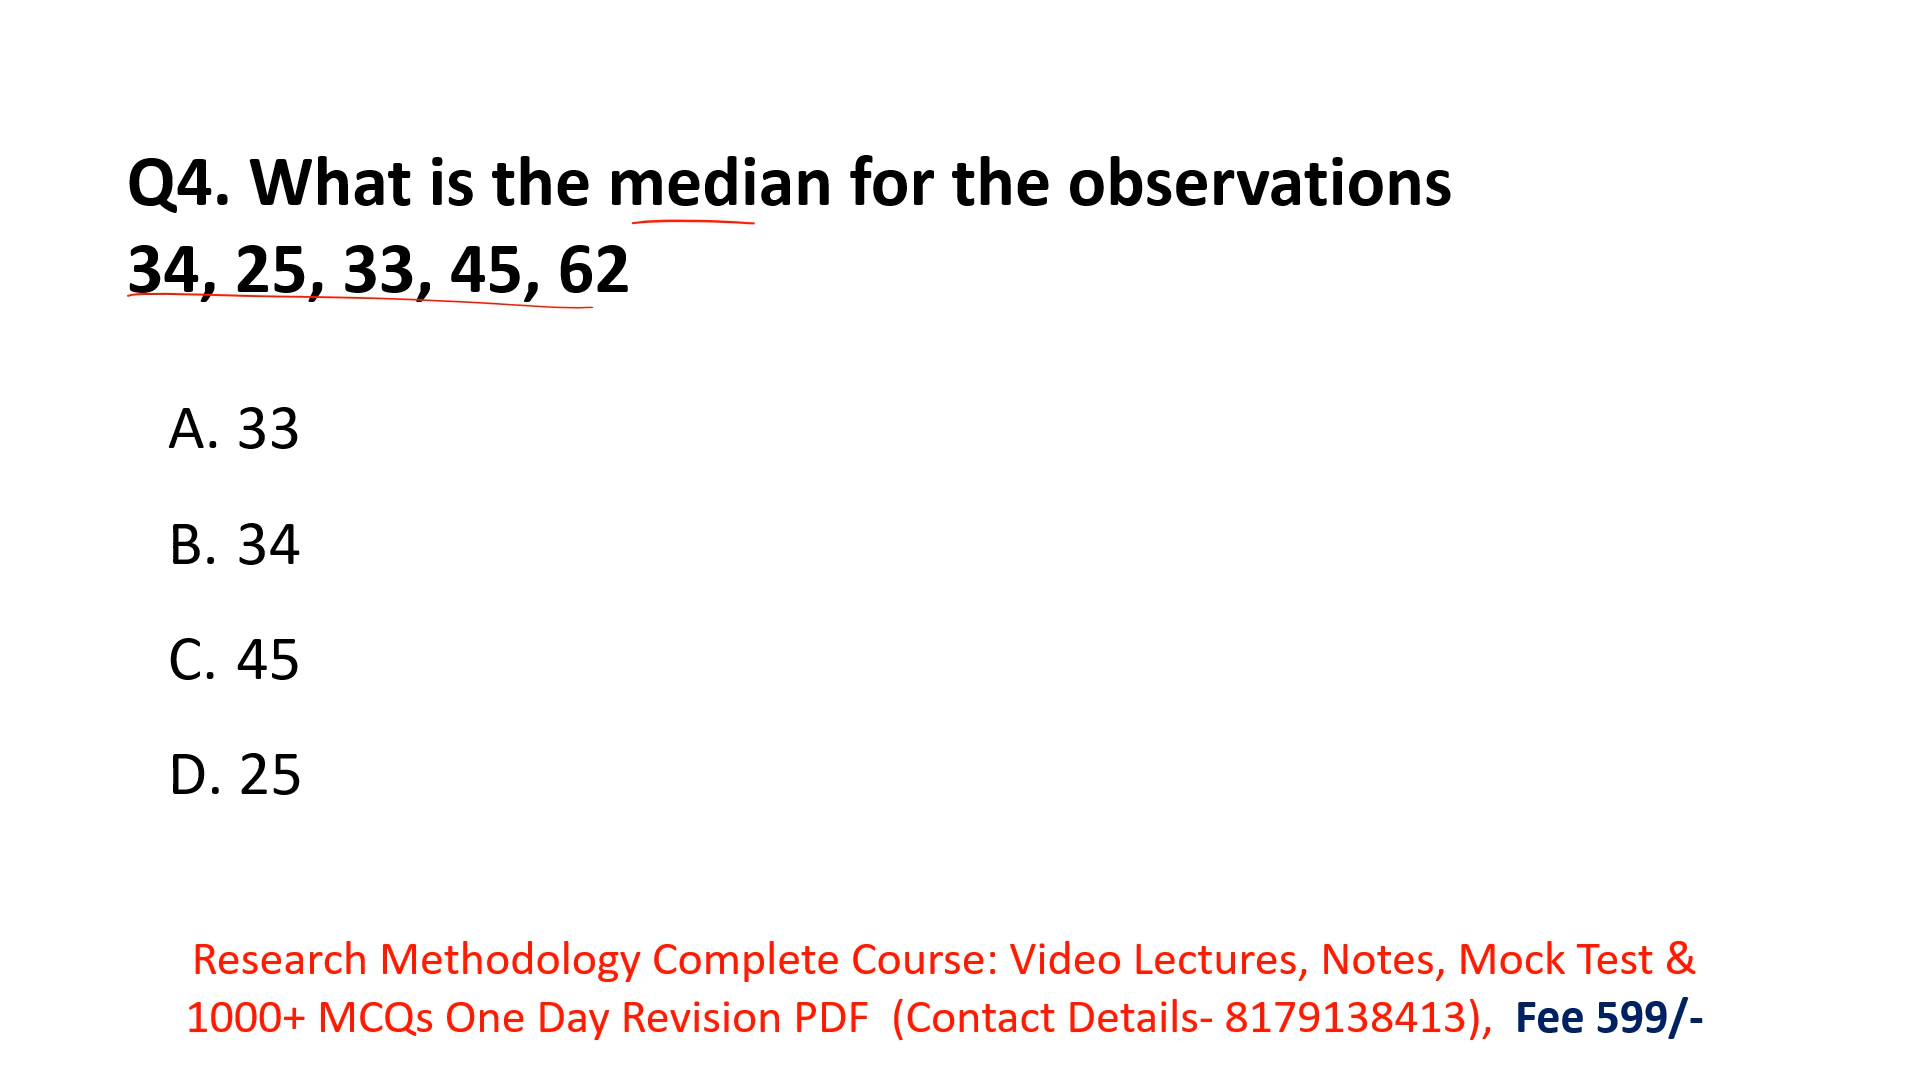 Q4. What is the median for the observations
34, 25, 33, 45, 62
A. 33
B. 34
C. 45
D. 25
Research Methodology Complete Course: Video Lectures, Notes, Mock Test &
1000+ MCQs One Day Revision PDF (Contact Details- 8179138413), Fee 599/-